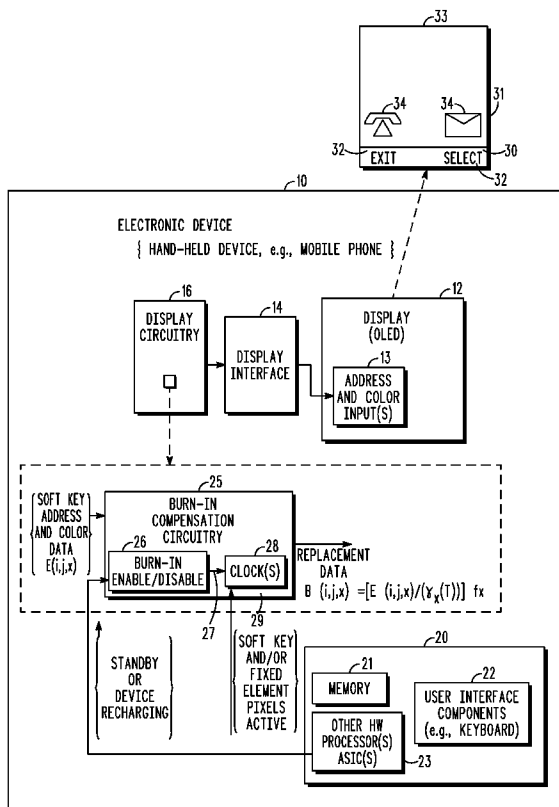 33
34
34
31
32
EXIT
SELECT
30
32
10
ELECTRONIC DEVICE
{ HAND-HELD DEVICE, e.g., MOBILE PHONE }
16
DISPLAY
CIRCUITRY
14
DISPLAY
INTERFACE
12
DISPLAY
(OLED)
13
ADDRESS
AND COLOR
INPUT(S)
SOFT KEY
ADDRESS
AND COLOR
DATA
E(i,j,x)
25
BURN-IN
COMPENSATION
CIRCUITRY
26
BURN-IN
ENABLE/DISABLE
28
CLOCK(S)
27
29
REPLACEMENT
DATA
B (i,j,x) =[E (i,j,x)/(γx(T))] fx
STANDBY
OR
DEVICE
RECHARGING
SOFT KEY
AND/OR
FIXED
ELEMENT
PIXELS
ACTIVE
20
21
MEMORY
22
USER INTERFACE
COMPONENTS
(e.g., KEYBOARD)
OTHER HW
PROCESSOR(S)
ASIC(S)
23